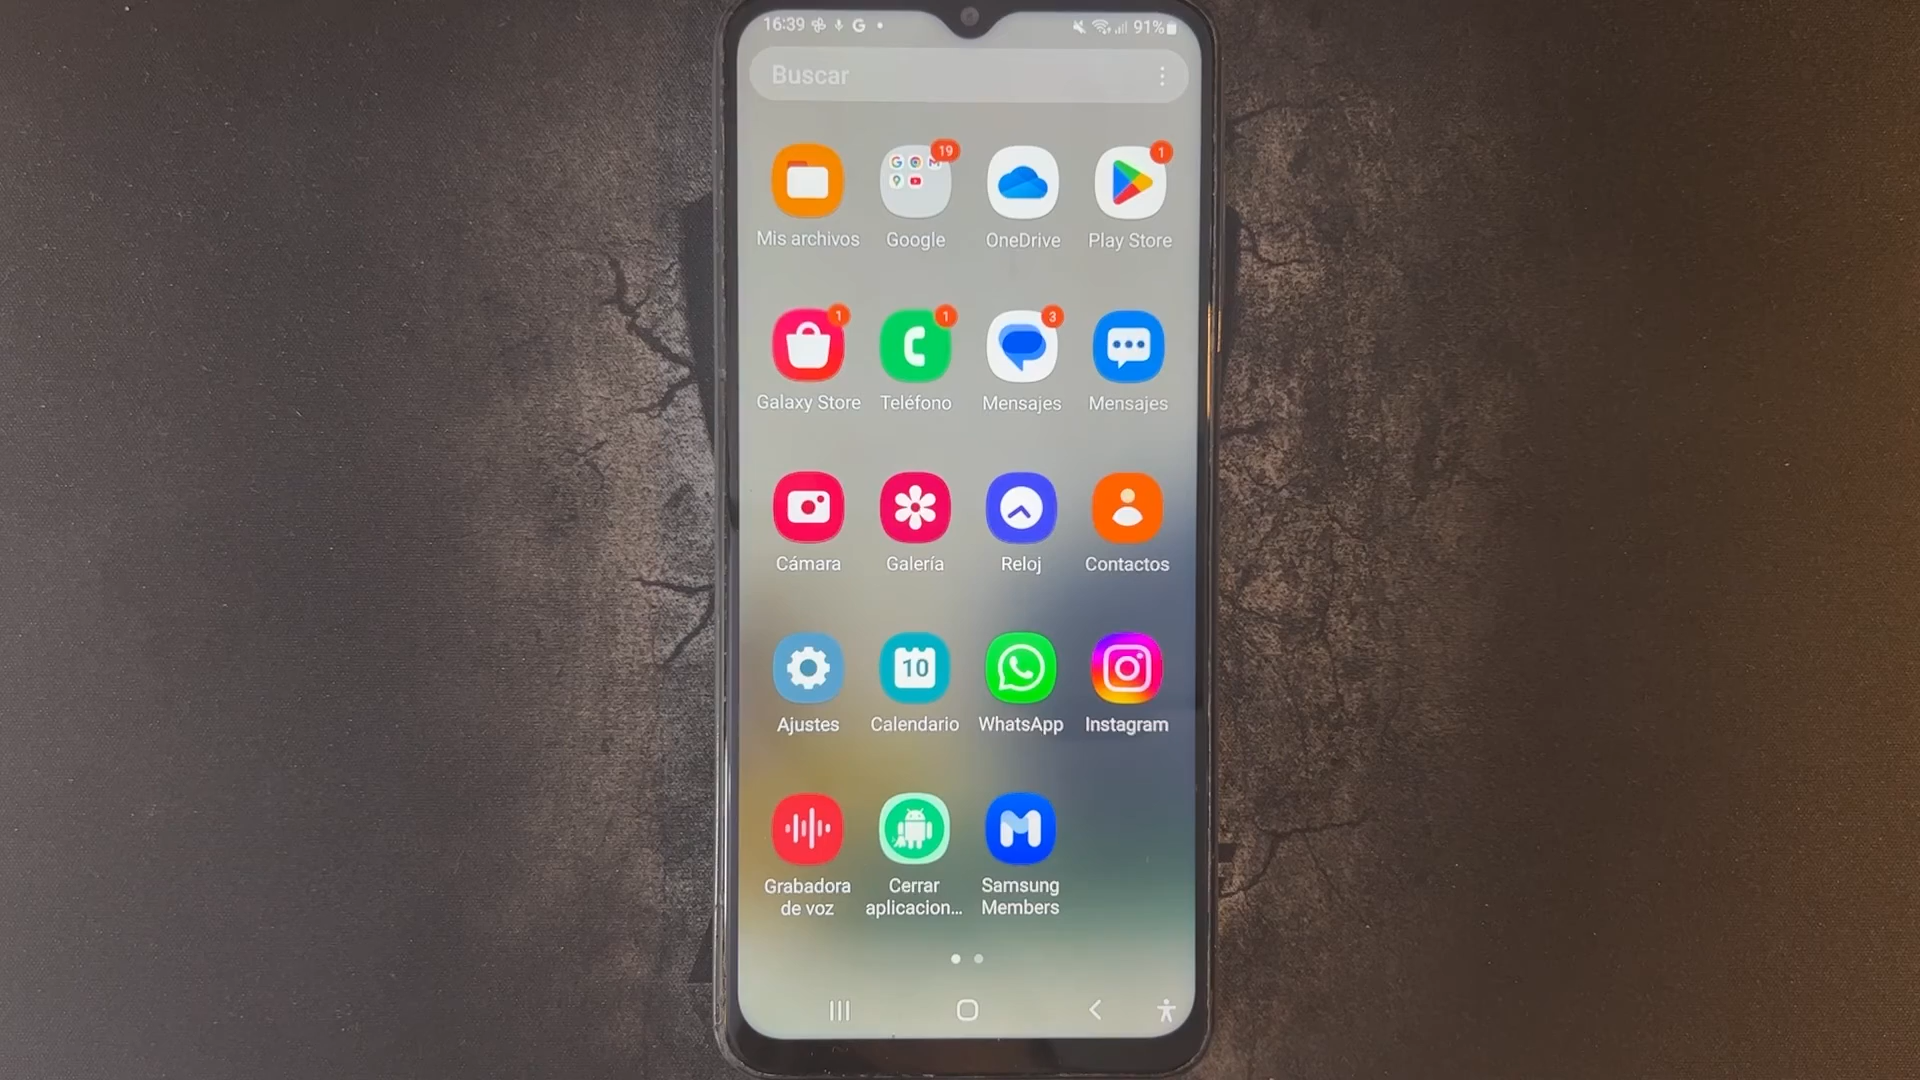 16:39 G 91%
Buscar
19 1
Mis archivos Google OneDrive Play Store
1 1 3
Galaxy Store Teléfono Mensajes Mensajes
Cámara Galería Reloj Contactos
10
Ajustes Calendario WhatsApp Instagram
Grabadora de voz Cerrar aplicacion... Samsung Members